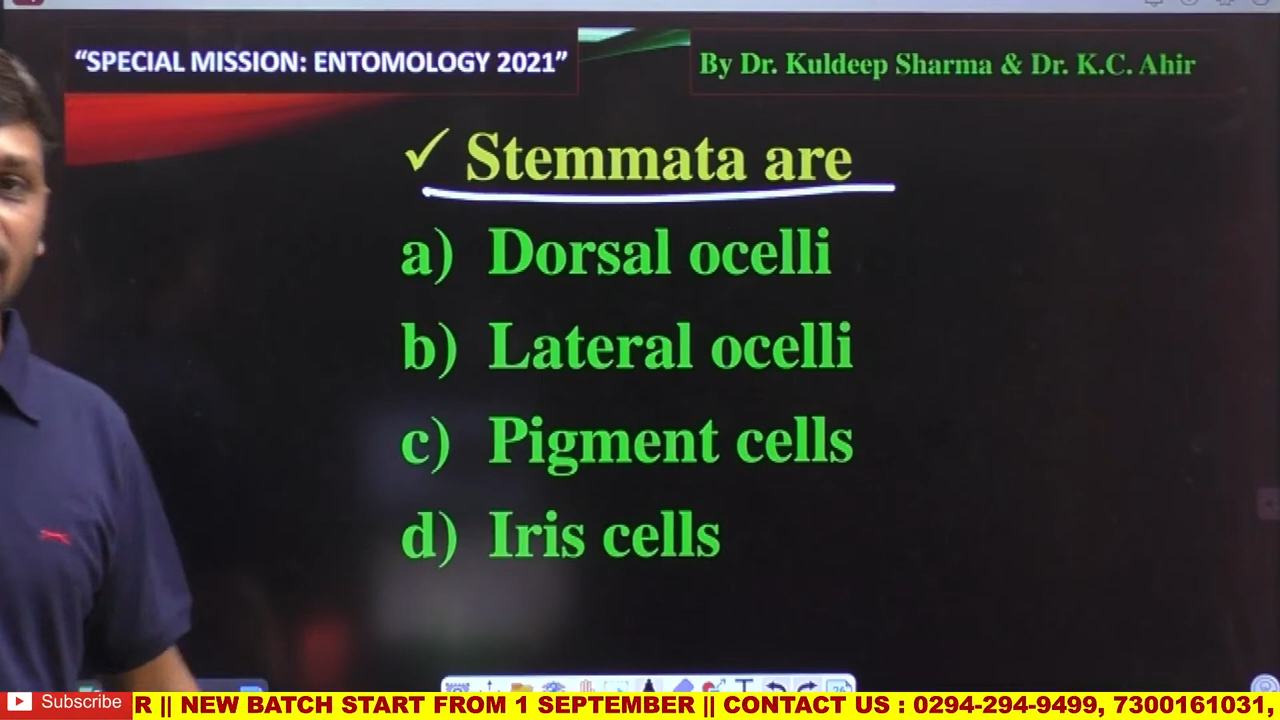 “SPECIAL MISSION: ENTOMOLOGY 2021”
By Dr. Kuldeep Sharma & Dr. K.C. Ahir
✓ Stemmata are
a) Dorsal ocelli
b) Lateral ocelli
c) Pigment cells
d) Iris cells
Subscribe
R || NEW BATCH START FROM 1 SEPTEMBER || CONTACT US : 0294-294-9499, 7300161031,